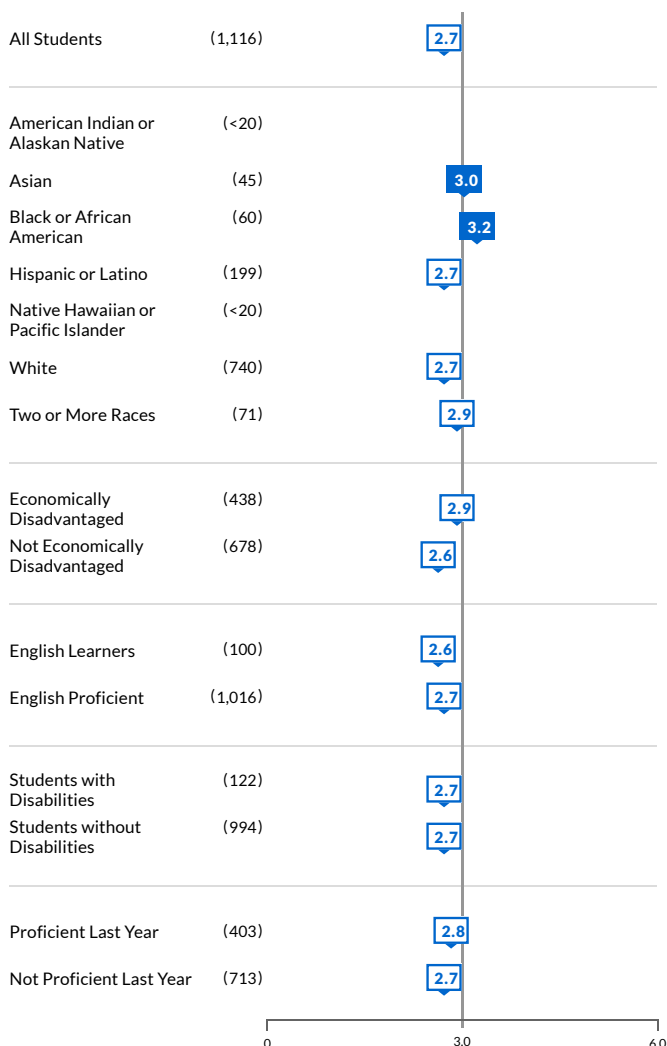 All Students (1,116) 2.7
American Indian or (<20)
Alaskan Native
Asian (45) 3.0
Black or African (60) 3.2
American
Hispanic or Latino (199) 2.7
Native Hawaiian or (<20)
Pacific Islander
White (740) 2.7
Two or More Races (71) 2.9
Economically (438) 2.9
Disadvantaged
Not Economically (678) 2.6
Disadvantaged
English Learners (100) 2.6
English Proficient (1,016) 2.7
Students with (122) 2.7
Disabilities
Students without (994) 2.7
Disabilities
Proficient Last Year (403) 2.8
Not Proficient Last Year (713) 2.7
0 3.0 6.0